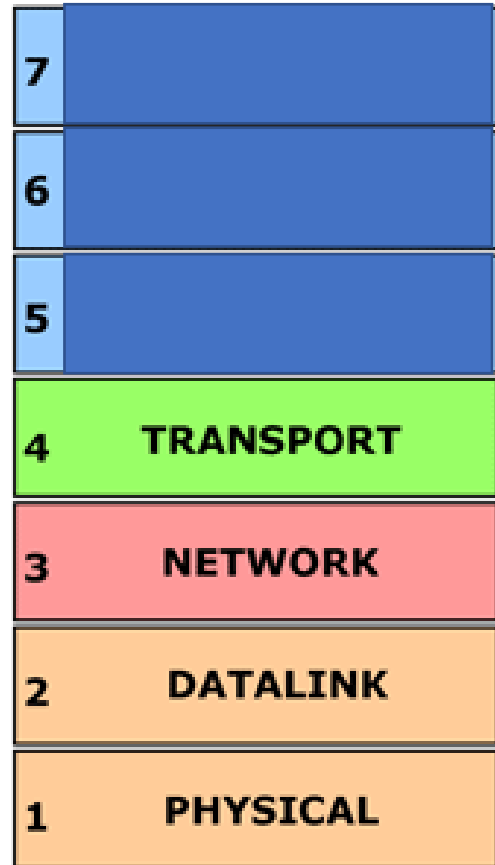 7
6
5
4 TRANSPORT
3 NETWORK
2 DATALINK
1 PHYSICAL